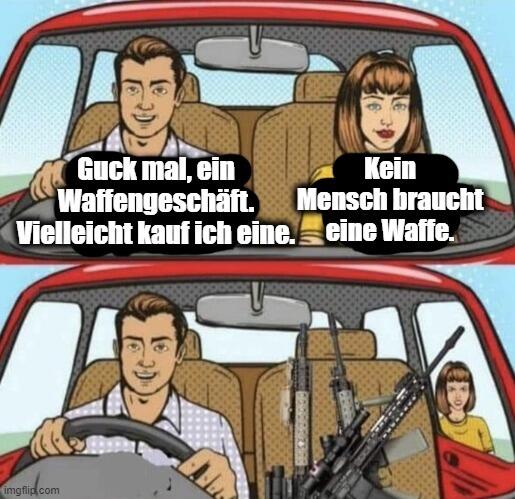 Guck mal, ein
Waffengeschäft.
Vielleicht kauf ich eine.
Kein
Mensch braucht
eine Waffe.
imgflip.com